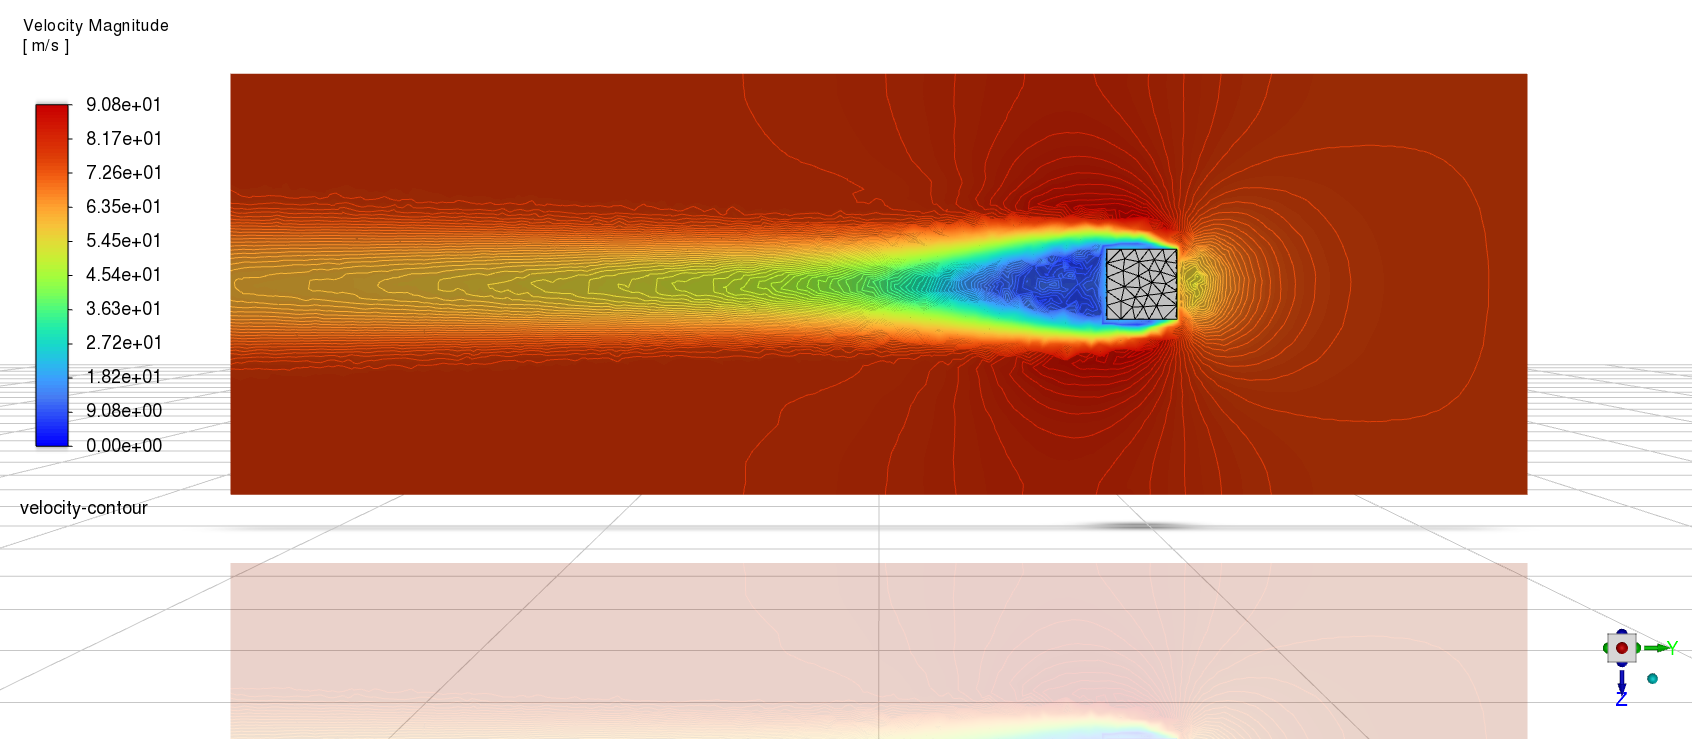 Velocity Magnitude
[ m/s ]
9.08e+01
8.17e+01
7.26e+01
6.35e+01
5.45e+01
4.54e+01
3.63e+01
2.72e+01
1.82e+01
9.08e+00
0.00e+00
velocity-contour
Y
Z